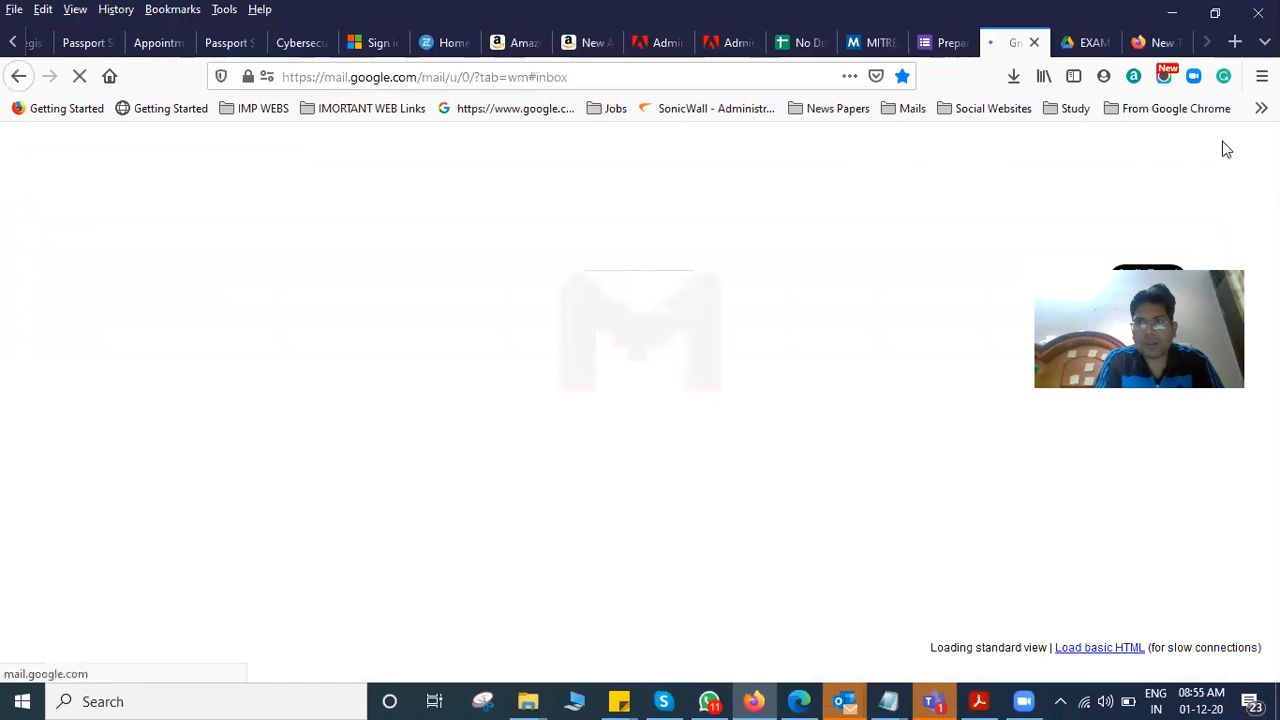 File Edit View History Bookmarks Tools Help
Passport S Appointm Passport S Cybersec Sign i Home Amaz New A Admi Admi No Du MITRE Prepar EXAM New T
https://mail.google.com/mail/u/0/?tab=wm#inbox
New
Getting Started Getting Started IMP WEBS IMORTANT WEB Links https://www.google.c... Jobs SonicWall - Administr... News Papers Mails Social Websites Study From Google Chrome
Loading standard view | Load basic HTML (for slow connections)
mail.google.com
Search
11
1
ENG
IN
08:55 AM
01-12-20
23